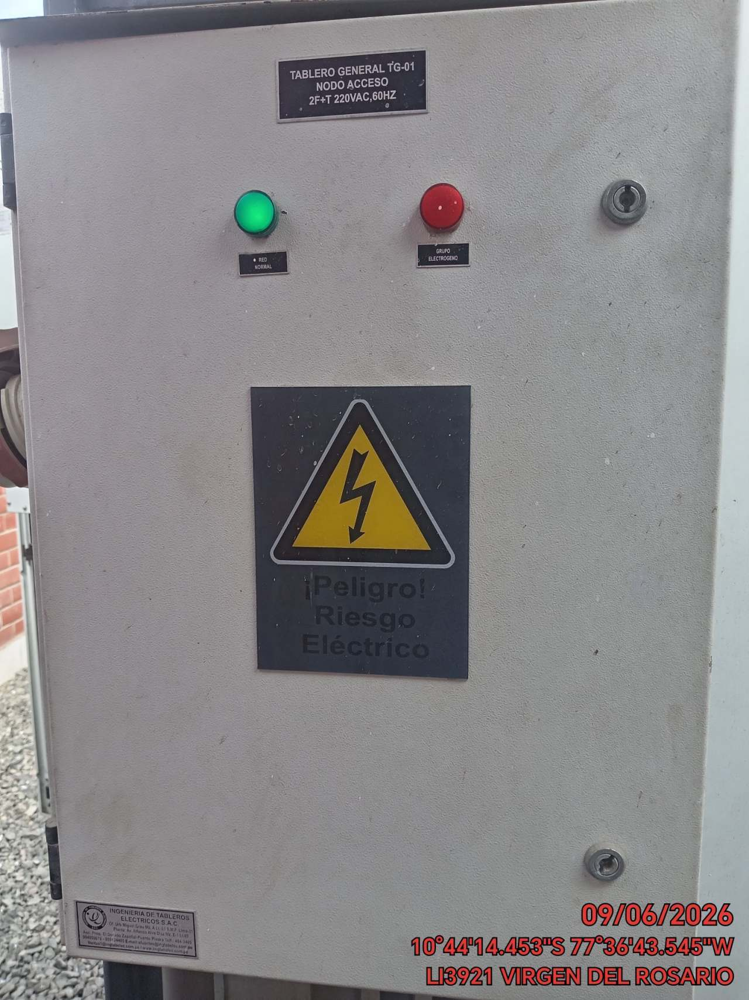 TABLERO GENERAL TG-01
NODO ACCESO
2F+T 220VAC,60HZ
RED
NORMAL
GRUPO
ELECTROGENO
¡Peligro!
Riesgo
Eléctrico
INGENIERIA DE TABLEROS
ELECTRICOS S.A.C.
09/06/2026
10°44'14.453"S 77°36'43.545"W
LI3921 VIRGEN DEL ROSARIO